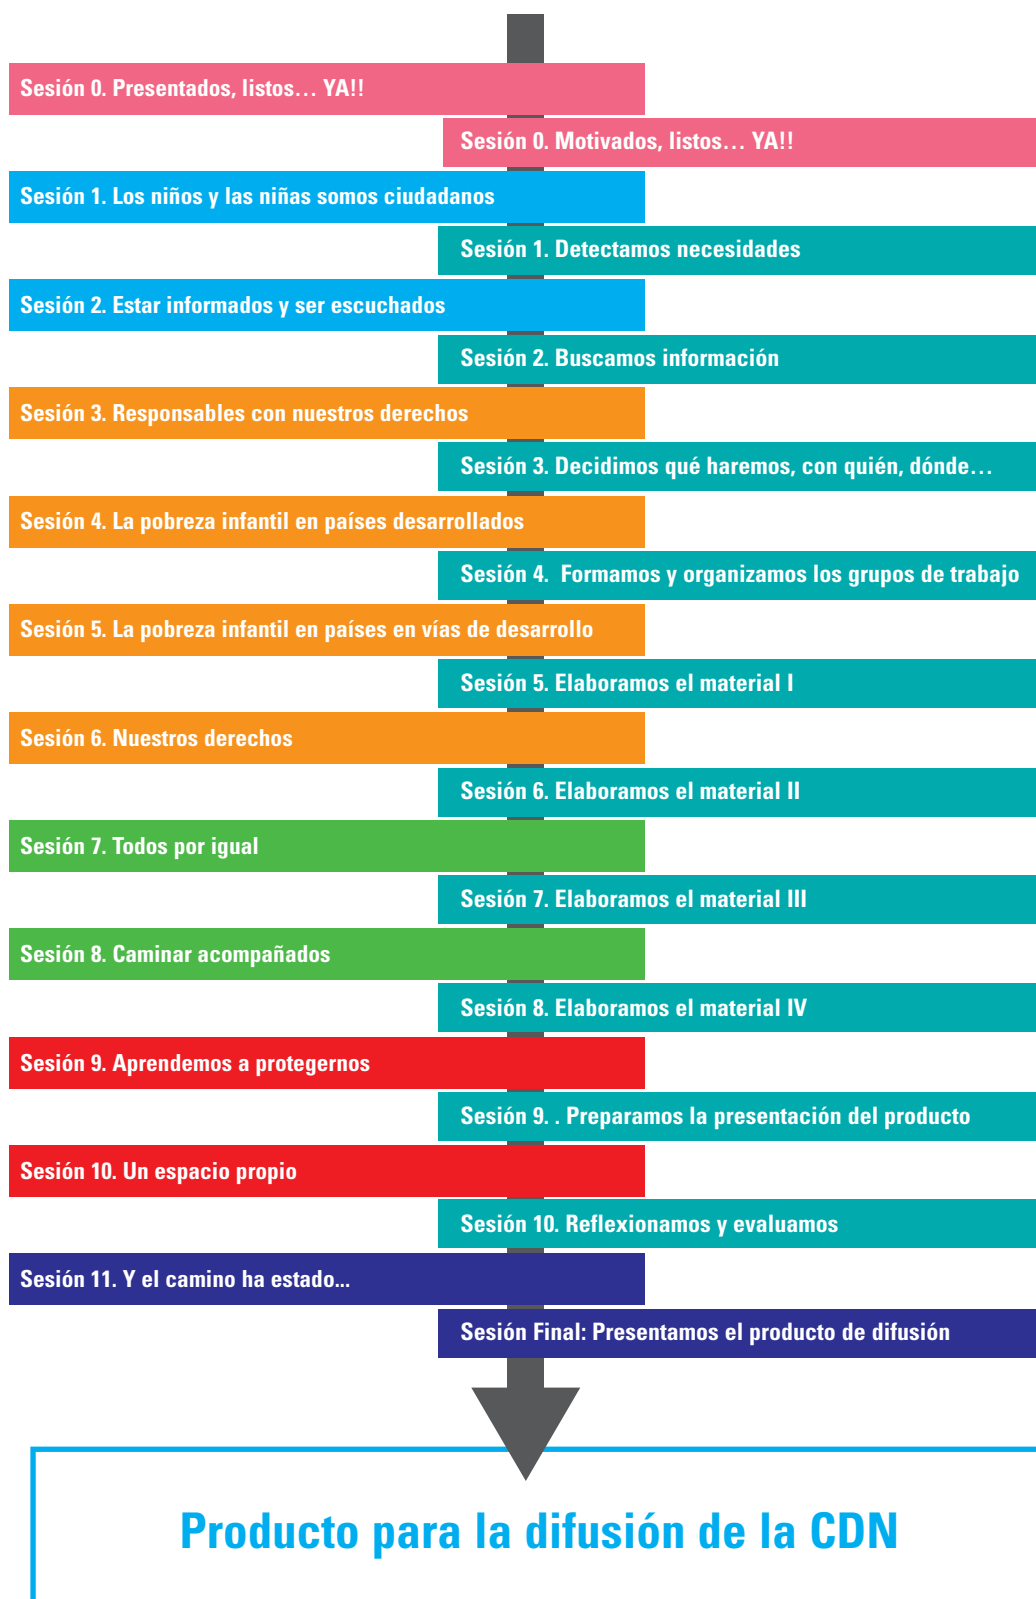 Sesión 0. Presentados, listos… YA!!
Sesión 0. Motivados, listos… YA!!
Sesión 1. Los niños y las niñas somos ciudadanos
Sesión 1. Detectamos necesidades
Sesión 2. Estar informados y ser escuchados
Sesión 2. Buscamos información
Sesión 3. Responsables con nuestros derechos
Sesión 3. Decidimos qué haremos, con quién, dónde…
Sesión 4. La pobreza infantil en países desarrollados
Sesión 4.  Formamos y organizamos los grupos de trabajo
Sesión 5. La pobreza infantil en países en vías de desarrollo
Sesión 5. Elaboramos el material I
Sesión 6. Nuestros derechos
Sesión 6. Elaboramos el material II
Sesión 7. Todos por igual
Sesión 7. Elaboramos el material III
Sesión 8. Caminar acompañados
Sesión 8. Elaboramos el material IV
Sesión 9. Aprendemos a protegernos
Sesión 9. . Preparamos la presentación del producto
Sesión 10. Un espacio propio
Sesión 10. Reflexionamos y evaluamos
Sesión 11. Y el camino ha estado...
Sesión Final: Presentamos el producto de difusión
Producto para la difusión de la CDN